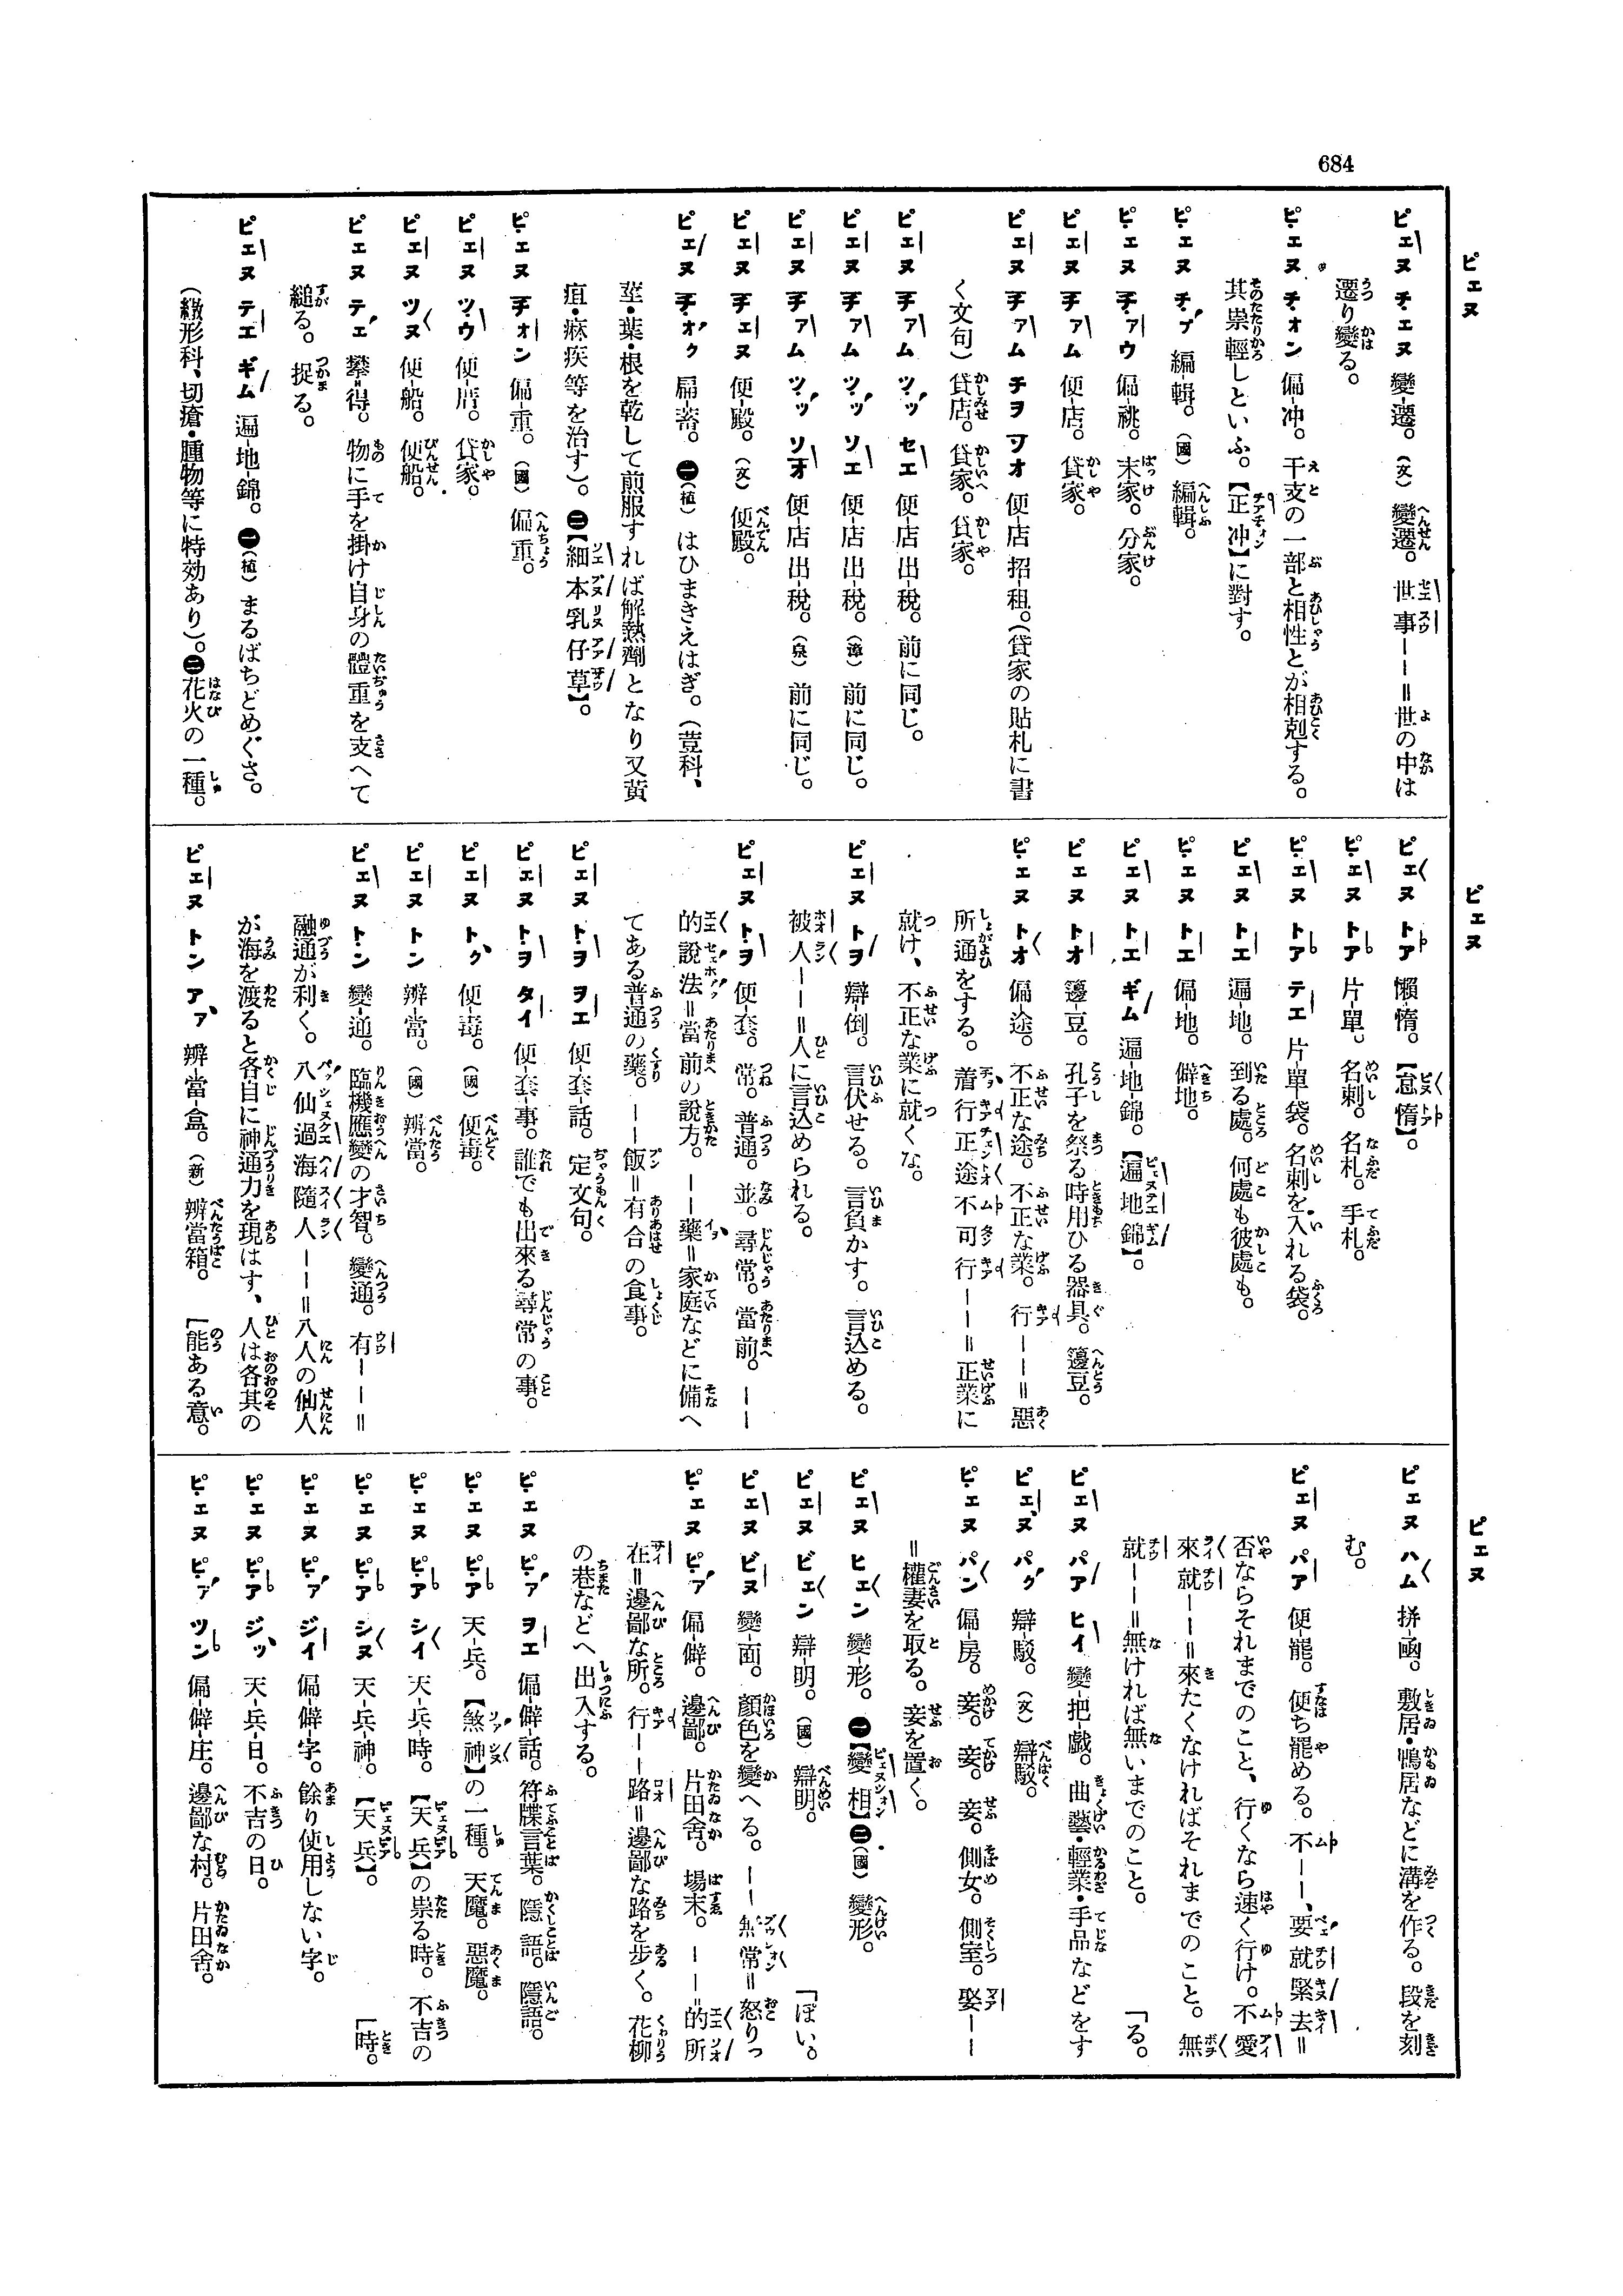 684
ピェヌ
ピェヌ チェヌ 變-遷。(文) 變遷。 世事──＝世の中は
遷り變る。
ピェヌ チォン 偏-冲。 干支の一部と相性とが相剋する。
其祟輕しといふ。【正冲】に對す。
ピェヌ チプ 編-輯。(國) 編輯。
ピェヌ チァウ 偏-祧。 末家。分家。
ピェヌ チァム 便-店。 貸家。
ピェヌ チァム チヲ ツオ 便-店 招-租。(貸家の貼札に書
く文句) 貸店。貸家。貸家。
ピェヌ チァム ツッ セエ 便-店 出-稅。 前に同じ。
ピェヌ チァム ツッ ソエ 便-店 出-稅。(漳) 前に同じ。
ピェヌ チァム ツッ ソオ 便-店 出-稅。(泉) 前に同じ。
ピェヌ チェヌ 便-殿。(文) 便殿。
ピェヌ チオク 扁-蓄。 ㊀(植) はひまきえはぎ。(荳科、
莖・葉・根を乾して煎服すれば解熱劑となり又黃
疸・痳疾等を治す)。㊁【細本乳仔草】。
ピェヌ チォン 偏-重。(國) 偏重。
ピェヌ ツウ 便-厝。 貸家。
ピェヌ ツヌ 便-船。 便船。
ピェヌ テェ 攀-得。 物に手を掛け自身の體重を支へて
縋る。 捉る。
ピェヌ テエ ギム 遍-地-錦。㊀(植) まるばちどめぐさ。
(繖形科、切瘡・腫物等に特効あり)。㊁花火の一種。
ピェヌ
ピェヌ トア 懶-惰。【怠惰】。
ピェヌ トア 片-單。 名刺。名札。手札。
ピェヌ トア テエ 片-單-袋。 名刺を入れる袋。
ピェヌ トエ 遍-地。 到る處。何處も彼處も。
ピェヌ トエ 偏-地。 僻地。
ピェヌ トエ ギム 遍-地-錦。【遍地錦】。
ピェヌ トオ 籩-豆。 孔子を祭る時用ひる器具。籩豆。
ピェヌ トオ 偏-途。 不正な途。不正な業。行──＝惡
所通をする。 着行正途不可行──＝正業に
就け、不正な業に就くな。
ピェヌ トヲ 辯-倒。 言伏せる。言負かす。言込める。
被人──＝人に言込められる。
ピェヌ トヲ 便-套。 常。普通。並。尋常。當前。──
的說法＝當前の說方。──藥＝家庭などに備へ
てある普通の藥。──飯＝有合の食事。
ピェヌ トヲ ヲエ 便-套-話。 定文句。
ピェヌ トヲ タイ 便-套-事。 誰でも出來る尋常の事。
ピェヌ トク 便-毒。(國) 便毒。
ピェヌ トン 辨-當。(國) 辨當。
ピェヌ トン 變-通。 臨機應變の才智。變通。有──＝
融通が利く。 八仙過海隨人──＝八人の仙人
が海を渡ると各自に神通力を現はす、人は各其の
ピェヌ トン アァ 辨-當-盒。(新) 辨當箱。 「能ある意。
ピェヌ
ピェヌ ハム 拼-凾。 敷居・鴨居などに溝を作る。段を刻
む。
ピェヌ パア 便-罷。 便ち罷める。不──、要就緊去＝
否ならそれまでのこと、行くなら速く行け。不愛
來就──＝來たくなければそれまでのこと。無
就──＝無ければ無いまでのこと。 「る。
ピェヌ パア ヒイ 變-把-戲。 曲藝・輕業・手品などをす
ピェヌ パク 辯-駁。(文) 辯駁。
ピェヌ パン 偏-房。 妾。妾。妾。側女。側室。娶──
＝權妻を取る。妾を置く。
ピェヌ ヒェン 變-形。㊀【變相】㊁(國) 變形。
ピェヌ ビェン 辯-明。(國) 辯明。 「ぽい。
ピェヌ ビヌ 變-面。 顏色を變へる。──無常＝怒りつ
ピェヌ ピァ 偏-僻。 邊鄙。片田舍。場末。──的所
在＝邊鄙な所。行──路＝邊鄙な路を步く。花柳
の巷などへ出入する。
ピェヌ ピァ ヲエ 偏-僻-話。 符牒言葉。隱語。隱語。
ピェヌ ピア 天-兵。【煞神】の一種。天魔。惡魔。
ピェヌ ピア シイ 天-兵-時。【天兵】の祟る時。不吉の
ピェヌ ピア シヌ 天-兵-神。【天兵】。 「時。
ピェヌ ピァ ジイ 偏-僻-字。 餘り使用しない字。
ピェヌ ピア ジッ 天-兵-日。 不吉の日。
ピェヌ ピァ ツン 偏-僻-庄。 邊鄙な村。片田舍。